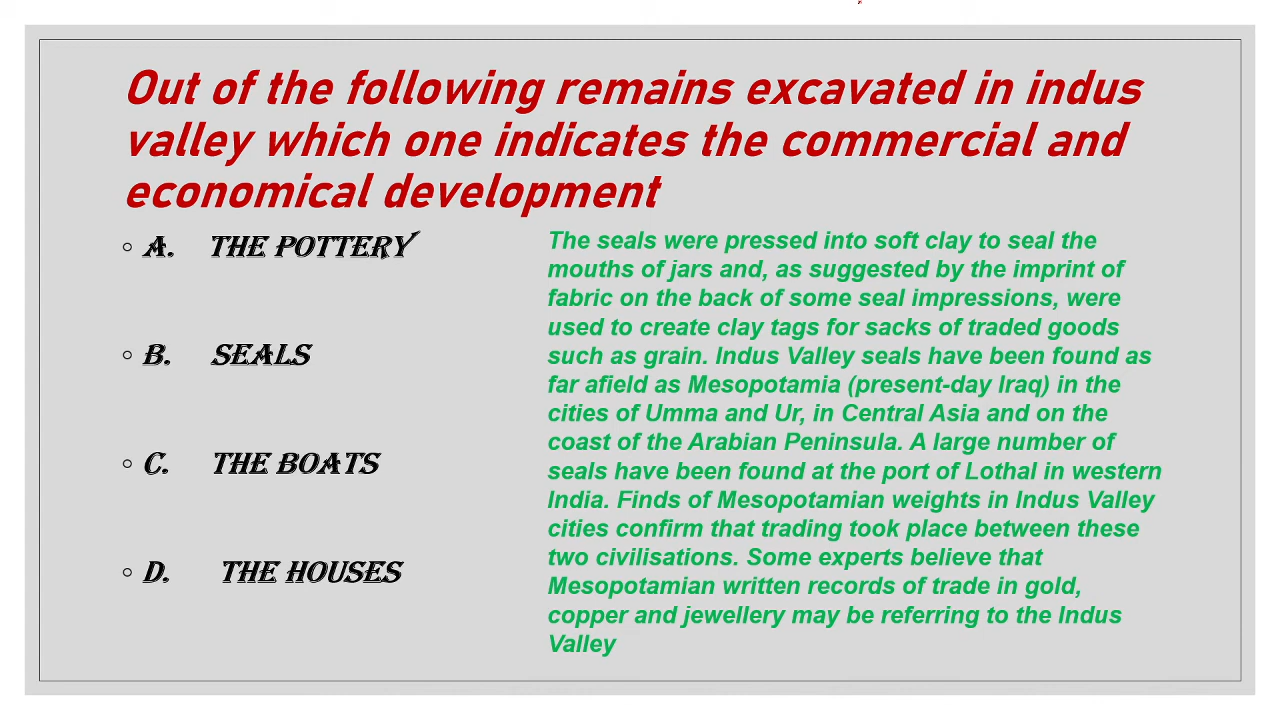 Out of the following remains excavated in indus
valley which one indicates the commercial and
economical development
A. THE POTTERY
B. SEALS
C. THE BOATS
D. THE HOUSES
The seals were pressed into soft clay to seal the
mouths of jars and, as suggested by the imprint of
fabric on the back of some seal impressions, were
used to create clay tags for sacks of traded goods
such as grain. Indus Valley seals have been found as
far afield as Mesopotamia (present-day Iraq) in the
cities of Umma and Ur, in Central Asia and on the
coast of the Arabian Peninsula. A large number of
seals have been found at the port of Lothal in western
India. Finds of Mesopotamian weights in Indus Valley
cities confirm that trading took place between these
two civilisations. Some experts believe that
Mesopotamian written records of trade in gold,
copper and jewellery may be referring to the Indus
Valley